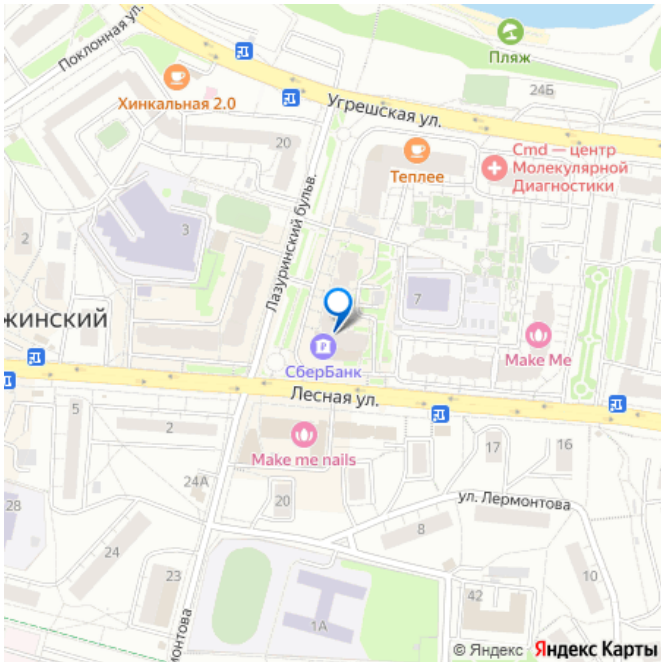 Поклонная ул.
Пляж
24Б
Хинкальная 2.0
Угрешская ул.
20
Cmd — центр
Молекулярной
Диагностики
Теплее
Лазуринский бульв.
3
2
7
жинский
Make Me
СберБанк
Лесная ул.
5
2
Make me nails
17
16
24А
28
20
ул. Лермонтова
8
24
23
10
42
1А
монтова
© Яндекс Яндекс Карты